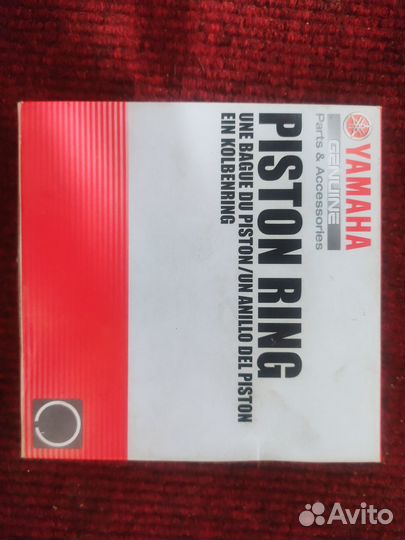 YAMAHA
GENUINE
Parts & Accessories
PISTON RING
UNE BAGUE DU PISTON/UN ANILLO DEL PISTON
EIN KOLBENRING
Avito